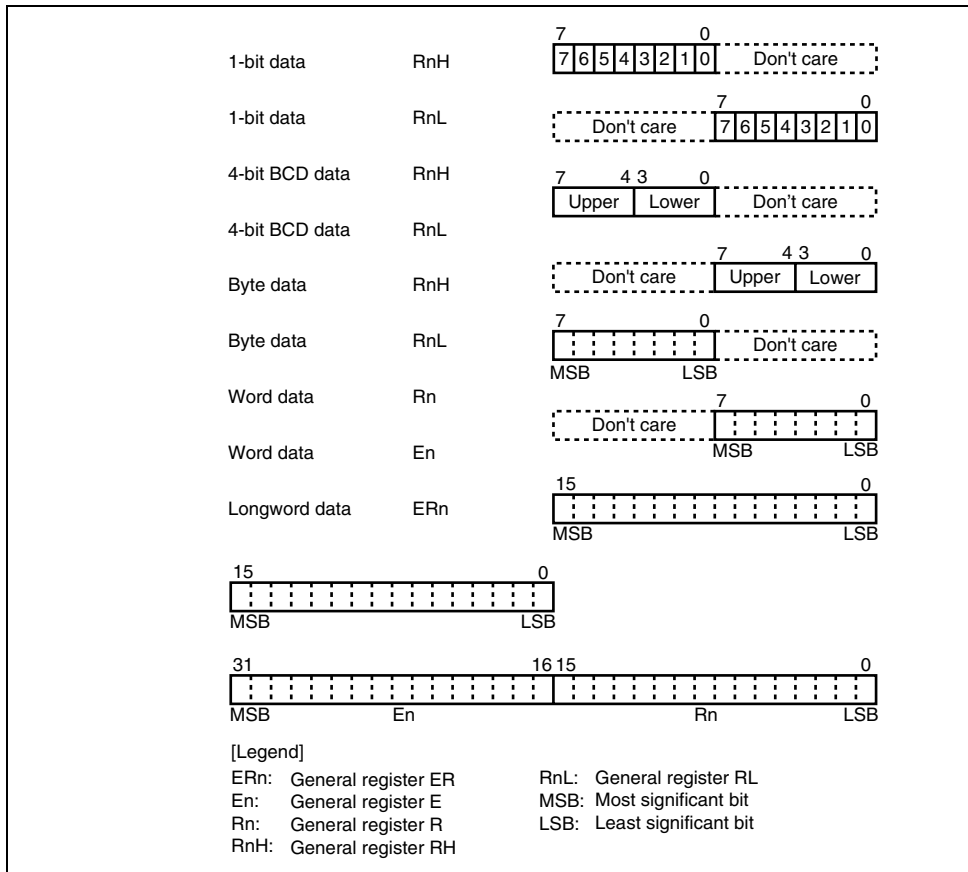 7 0
1-bit data RnH 7 6 5 4 3 2 1 0 Don't care
7 0
1-bit data RnL Don't care 7 6 5 4 3 2 1 0
4-bit BCD data RnH 7 4 3 0
Upper Lower Don't care
4-bit BCD data RnL
7 4 3 0
Byte data RnH Don't care Upper Lower
7 0
Byte data RnL Don't care
MSB LSB
Word data Rn 7 0
Don't care
Word data En MSB LSB
15 0
Longword data ERn
MSB LSB
15 0
MSB LSB
31 16 15 0
MSB En Rn LSB
[Legend]
ERn: General register ER RnL: General register RL
En: General register E MSB: Most significant bit
Rn: General register R LSB: Least significant bit
RnH: General register RH